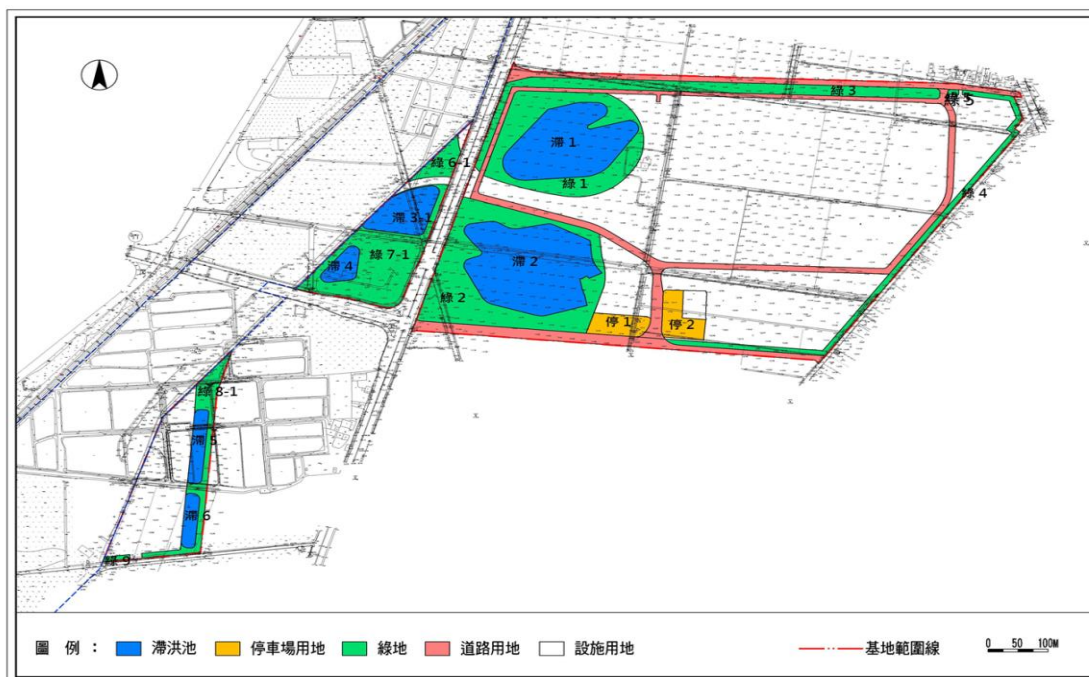 綠 3
綠 5
滯 1
綠 6-1
綠 1
綠 4
滯 3-1
綠 7-1
滯 4
滯 2
綠 2
停 1
停 2
綠 8-1
滯 5
滯 6
綠 9
圖 例 : 滯洪池 停車場用地 綠地 道路用地 設施用地 基地範圍線 0 50 100M